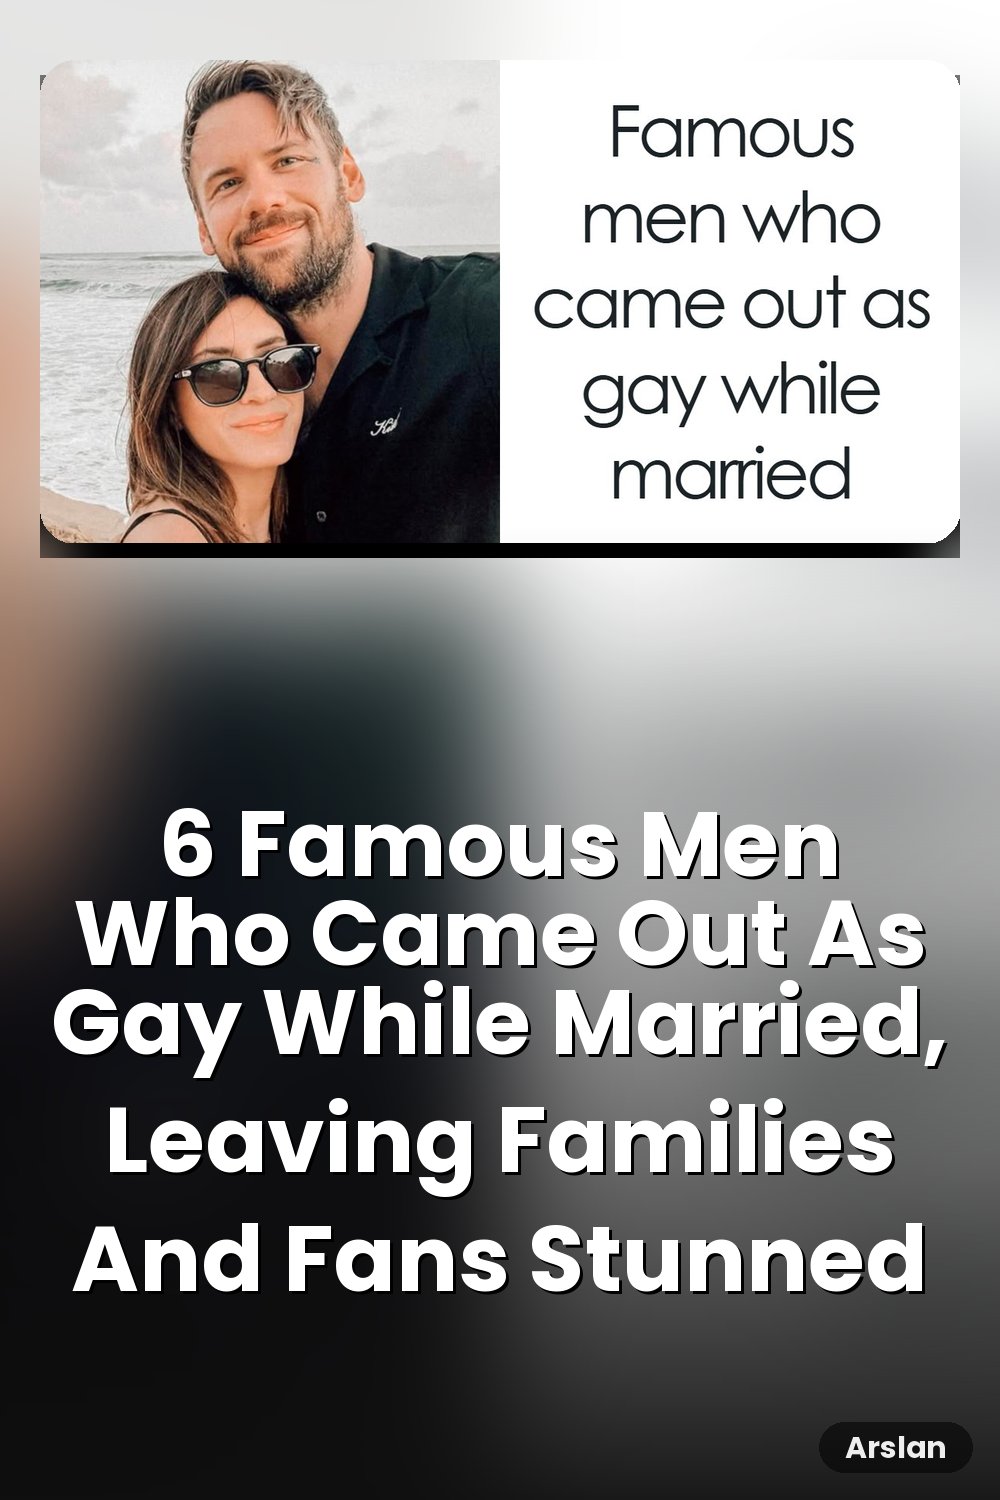 Famous
men who
came out as
gay while
married
6 Famous Men
Who Came Out As
Gay While Married,
Leaving Families
And Fans Stunned
Arslan